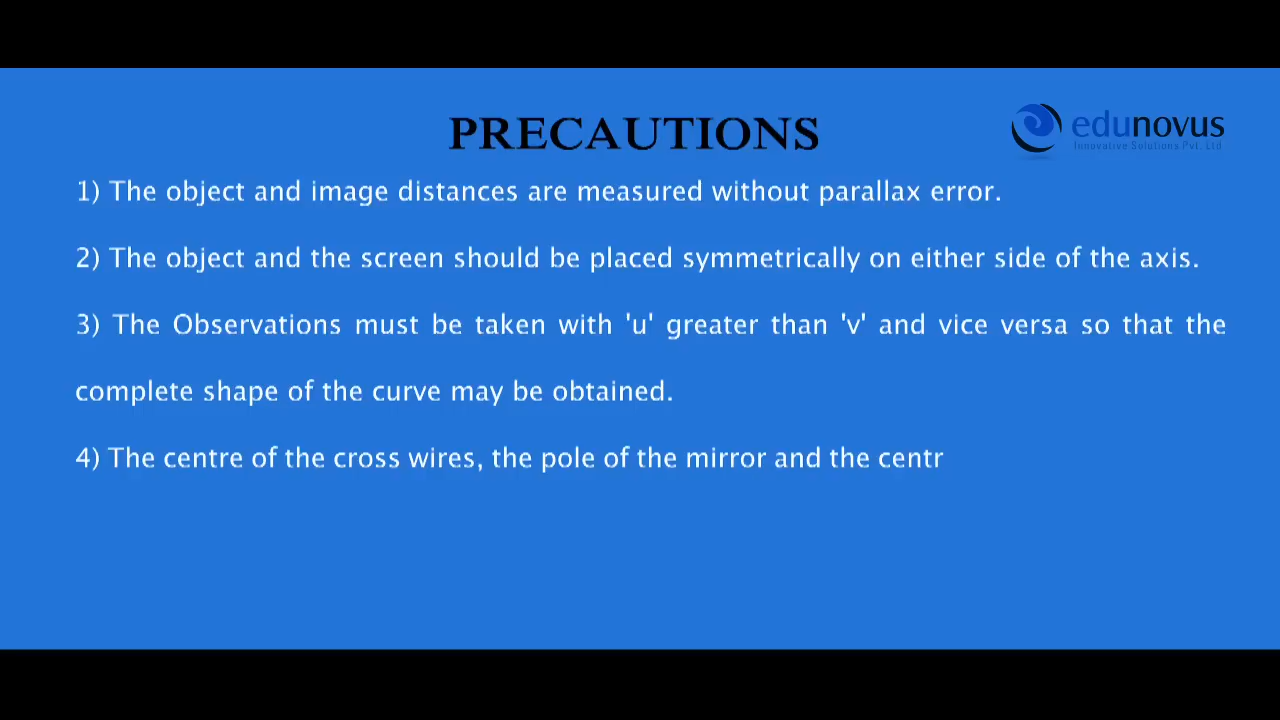 PRECAUTIONS
edunovus
Innovative Solutions Pvt. Ltd
1) The object and image distances are measured without parallax error.
2) The object and the screen should be placed symmetrically on either side of the axis.
3) The Observations must be taken with 'u' greater than 'v' and vice versa so that the
complete shape of the curve may be obtained.
4) The centre of the cross wires, the pole of the mirror and the centr